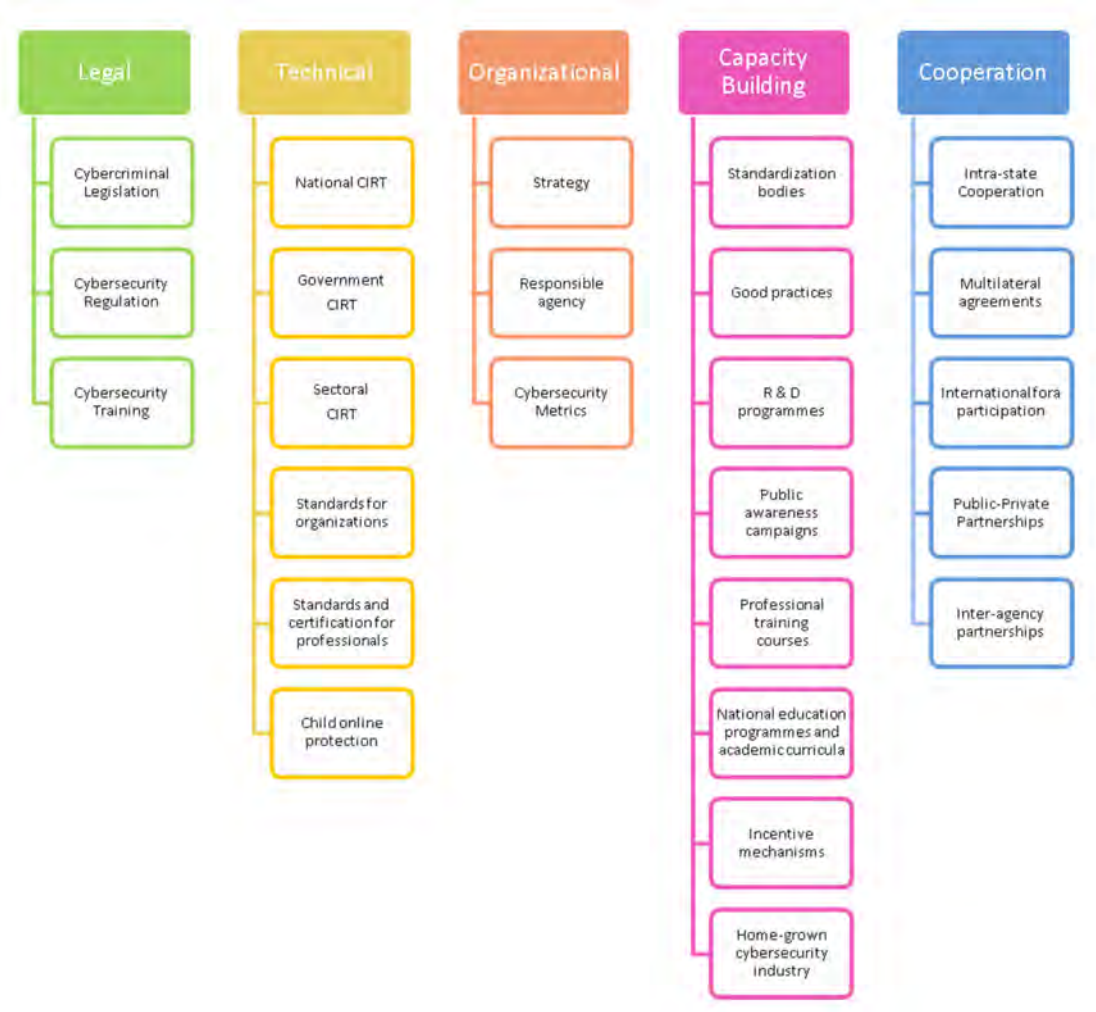 Legal
Cybercriminal
Legislation
Cybersecurity
Regulation
Cybersecurity
Training
Technical
National CIRT
Government
CIRT
Sectoral
CIRT
Standards for
organizations
Standards and
certification for
professionals
Child online
protection
Organizational
Strategy
Responsible
agency
Cybersecurity
Metrics
Capacity
Building
Standardization
bodies
Good practices
R & D
programmes
Public
awareness
campaigns
Professional
training
courses
National education
programmes and
academic curricula
Incentive
mechanisms
Home-grown
cybersecurity
industry
Cooperation
Intra-state
Cooperation
Multilateral
agreements
International fora
participation
Public-Private
Partnerships
Inter-agency
partnerships